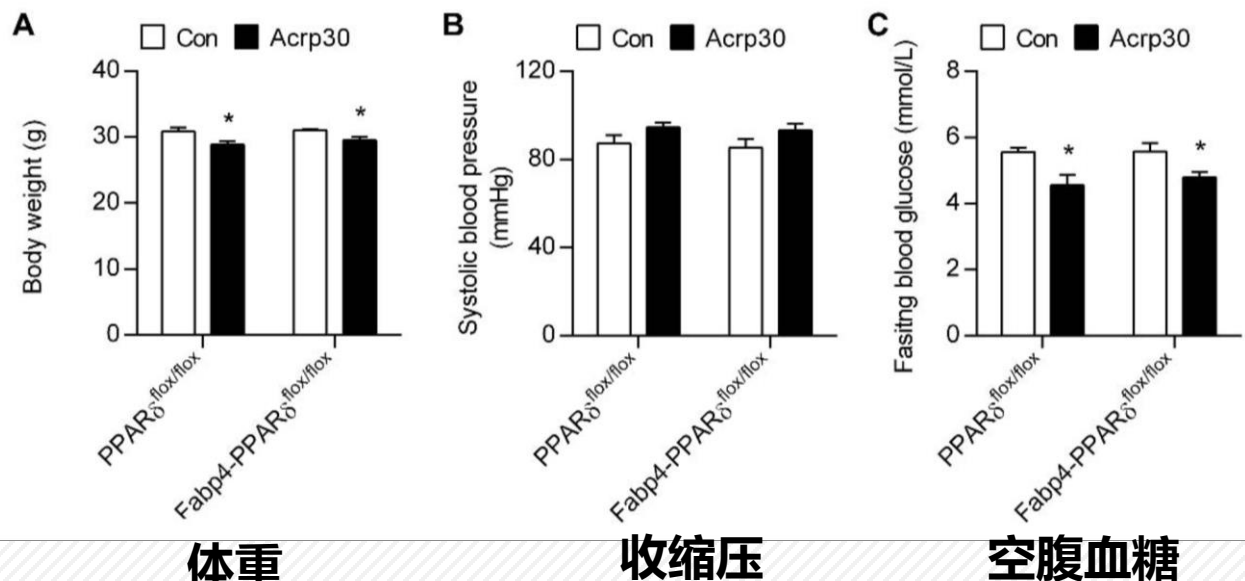 A
Con Acrp30
Body weight (g)
40
30
20
10
0
*
*
PPARδflox/flox
Fabp4-PPARδflox/flox
体重
B
Con Acrp30
Systolic blood pressure
(mmHg)
120
80
40
0
PPARδflox/flox
Fabp4-PPARδflox/flox
收缩压
C
Con Acrp30
Fasitng blood glucose (mmol/L)
8
6
4
2
0
*
*
PPARδflox/flox
Fabp4-PPARδflox/flox
空腹血糖